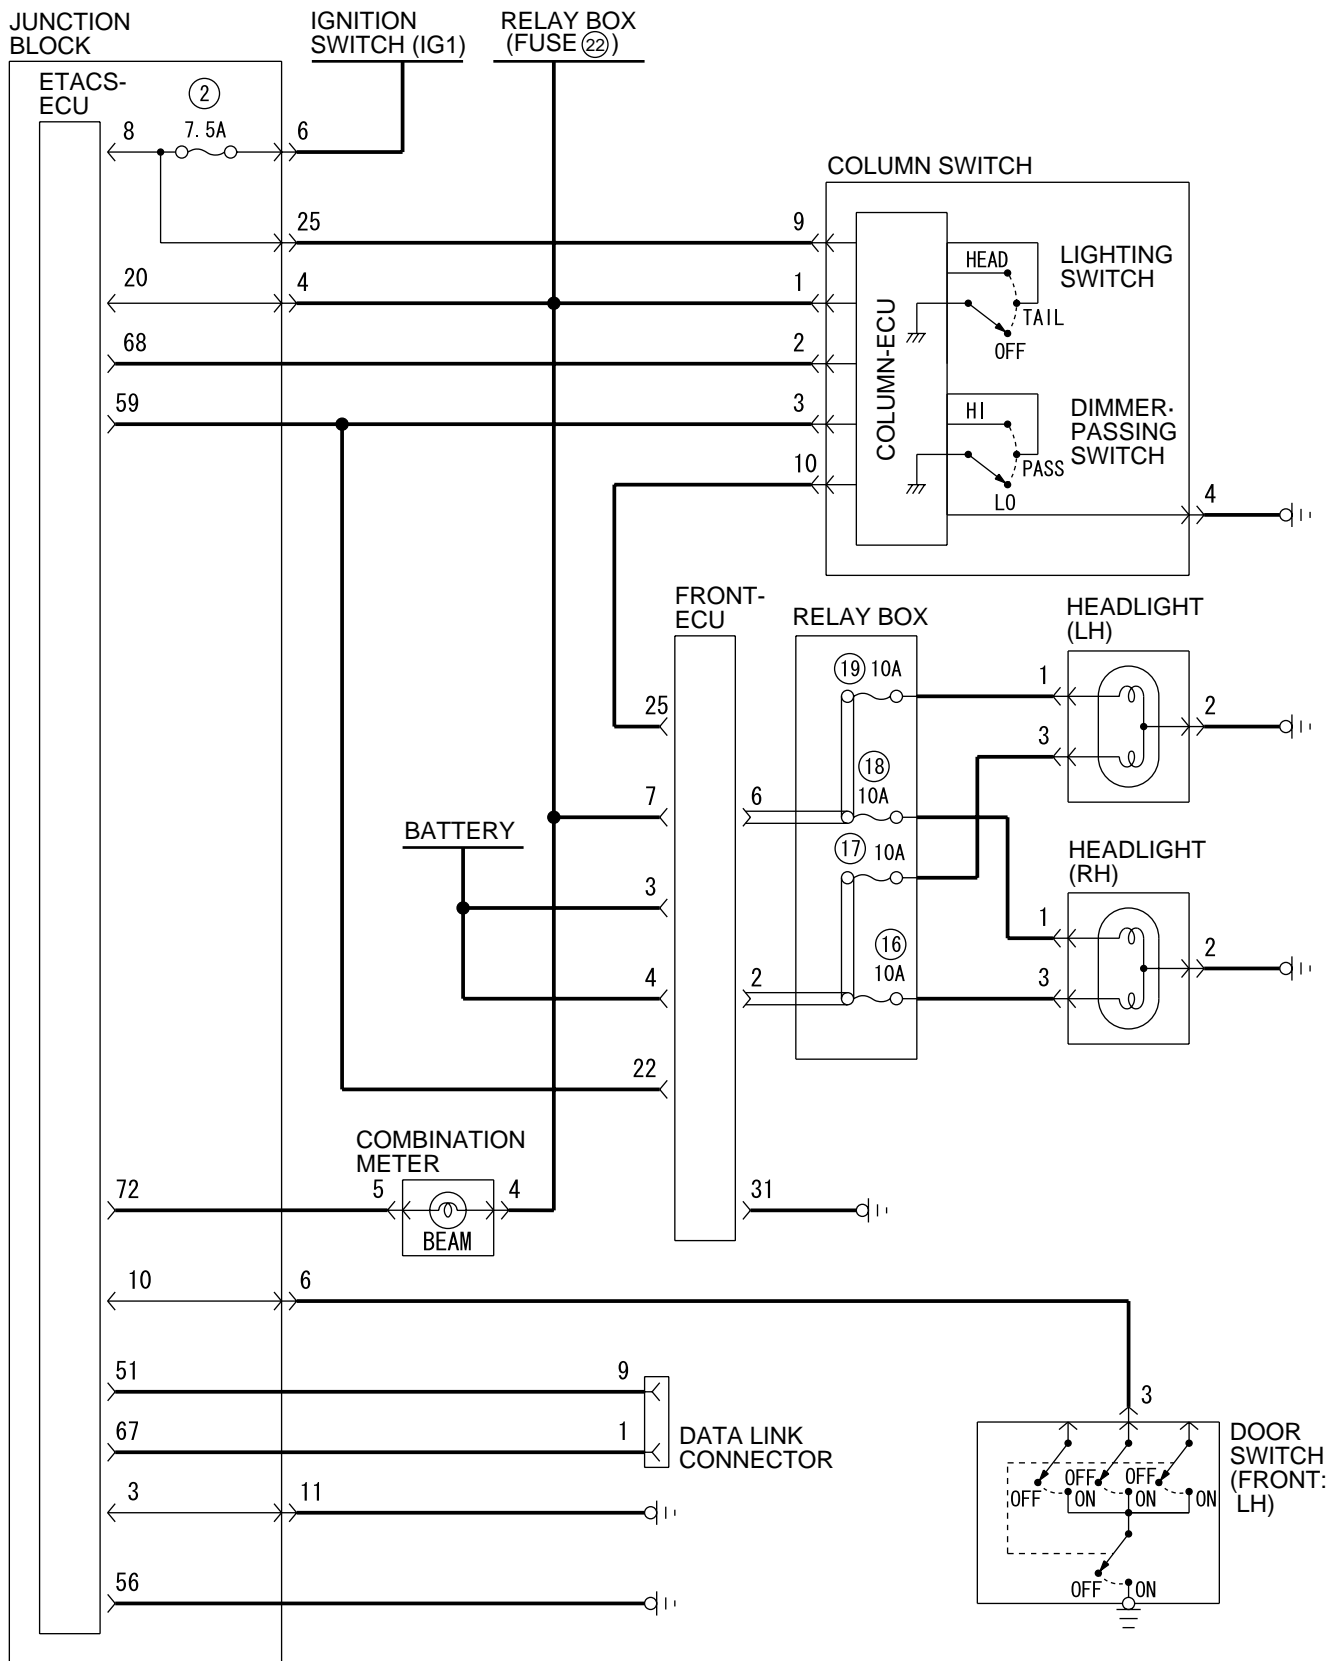 JUNCTION
BLOCK
IGNITION
SWITCH (IG1)
RELAY BOX
(FUSE 22)
ETACS-
ECU
2
7.5A
8
6
COLUMN SWITCH
25
9
20
4
1
68
2
59
3
10
COLUMN-ECU
HEAD
TAIL
OFF
LIGHTING
SWITCH
HI
PASS
LO
DIMMER·
PASSING
SWITCH
4
FRONT-
ECU
RELAY BOX
HEADLIGHT
(LH)
19 10A
1
2
25
3
18
10A
7
6
BATTERY
17 10A
HEADLIGHT
(RH)
3
1
2
16
10A
4
2
3
22
COMBINATION
METER
72
5
4
BEAM
31
10
6
51
9
67
1
DATA LINK
CONNECTOR
3
11
56
3
DOOR
SWITCH
(FRONT:
LH)
OFF
ON
OFF
ON
OFF
ON
OFF
ON